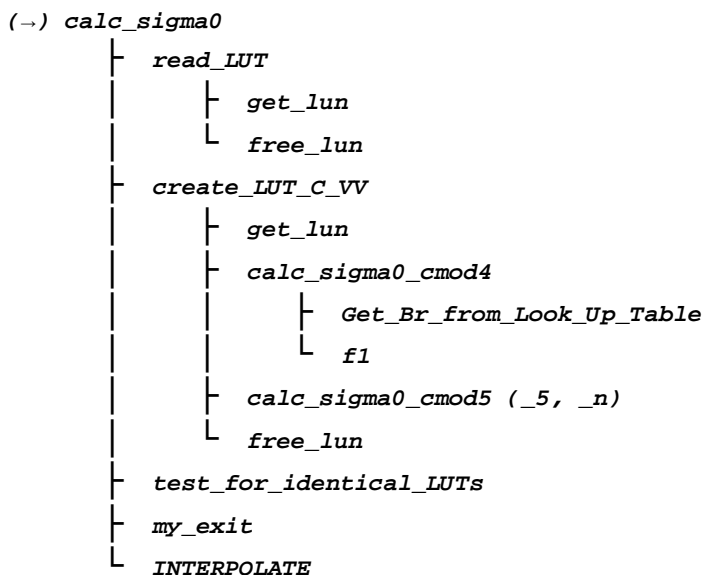 (→) calc_sigma0
read_LUT
get_lun
free_lun
create_LUT_C_VV
get_lun
calc_sigma0_cmod4
Get_Br_from_Look_Up_Table
f1
calc_sigma0_cmod5 (_5, _n)
free_lun
test_for_identical_LUTs
my_exit
INTERPOLATE